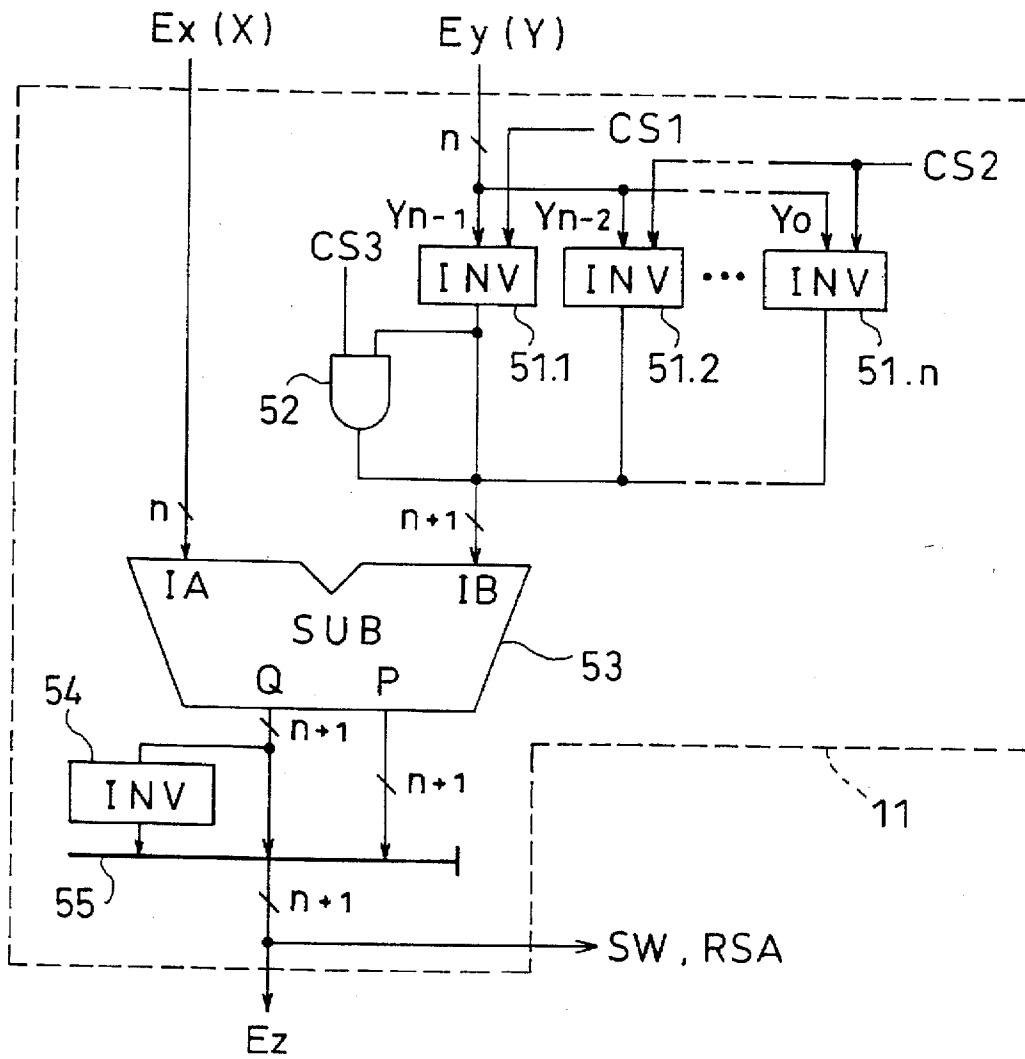 Ex (X) Ey (Y)
n CS1
CS2
Yn-1 Yn-2 Yo
CS3
INV INV ••• INV
51.1 51.2 51.n
52
n n+1
IA IB
SUB
53
Q P
54 n+1
INV n+1
11
55 n+1
SW, RSA
Ez